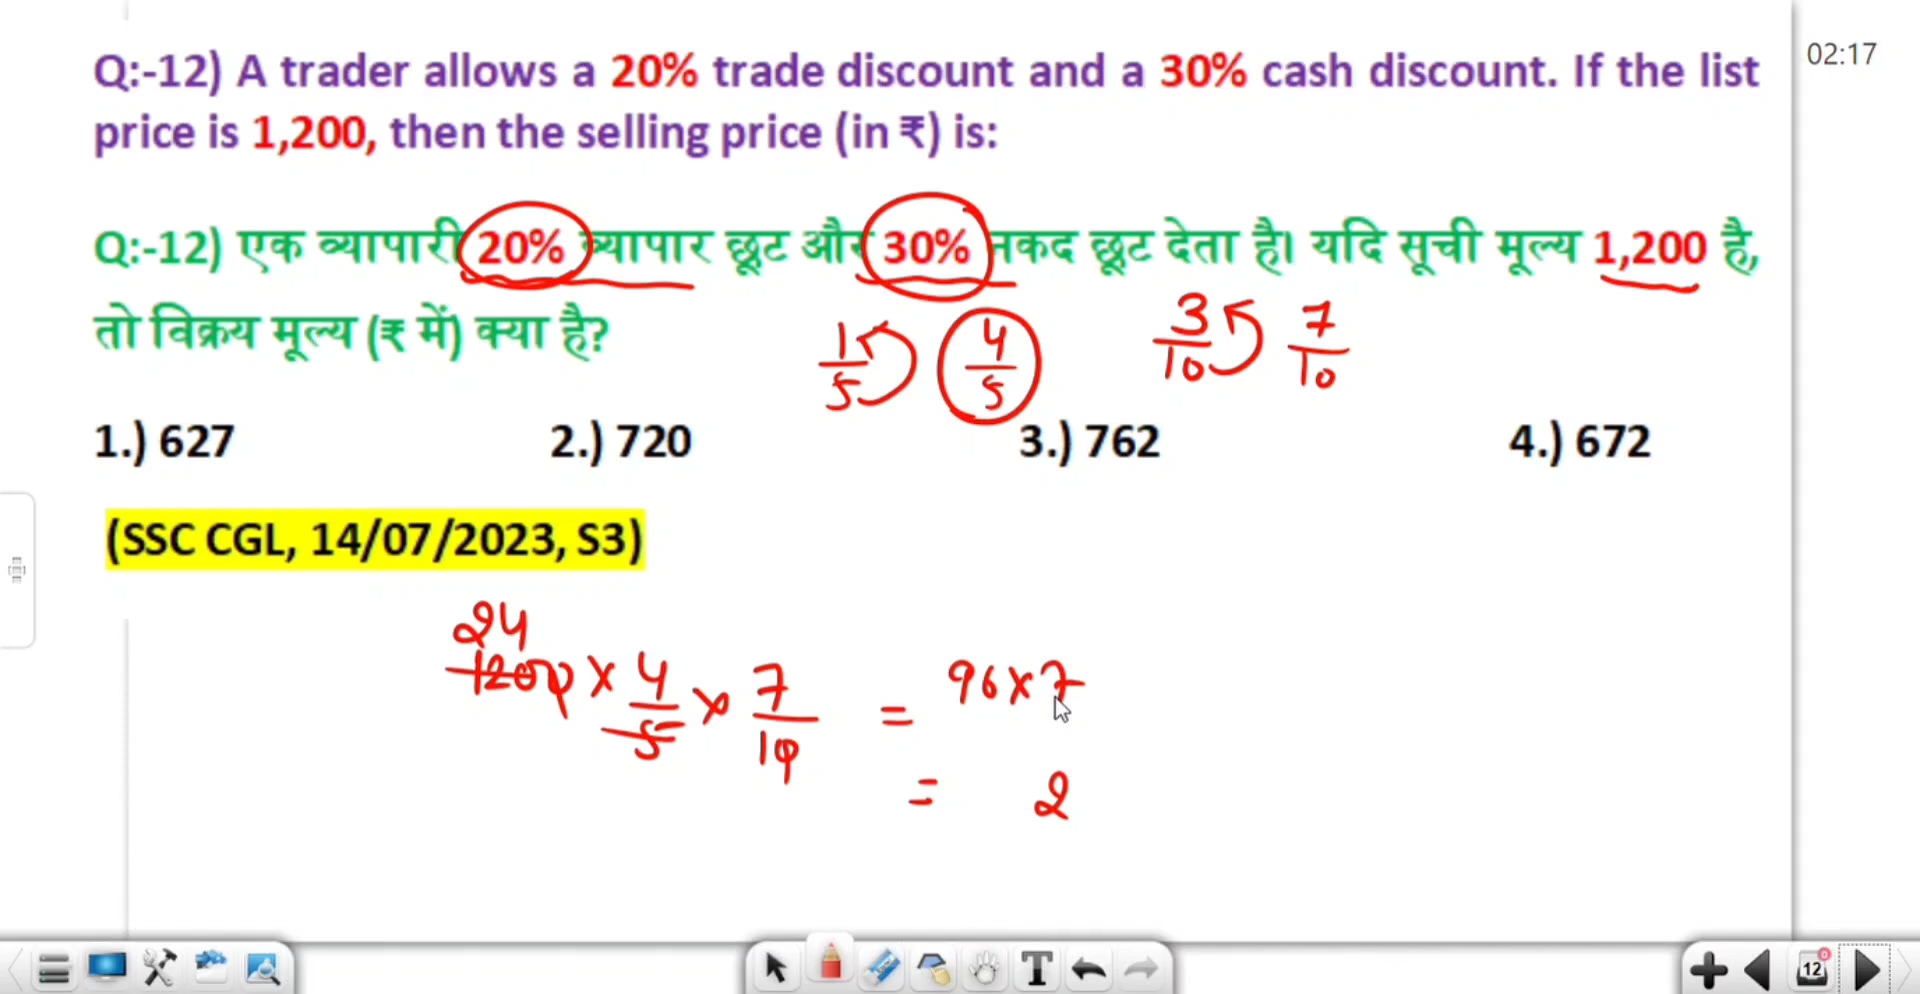 Q:-12) A trader allows a 20% trade discount and a 30% cash discount. If the list
price is 1,200, then the selling price (in ₹) is:
02:17
Q:-12) एक व्यापारी 20% व्यापार छूट और 30% नकद छूट देता है। यदि सूची मूल्य 1,200 है,
तो विक्रय मूल्य (₹ में) क्या है?
1/5 4/5 3/10 7/10
1.) 627 2.) 720 3.) 762 4.) 672
(SSC CGL, 14/07/2023, S3)
24
1200 × 4/5 × 7/10 = 96 × 7
= 2
T
12
0